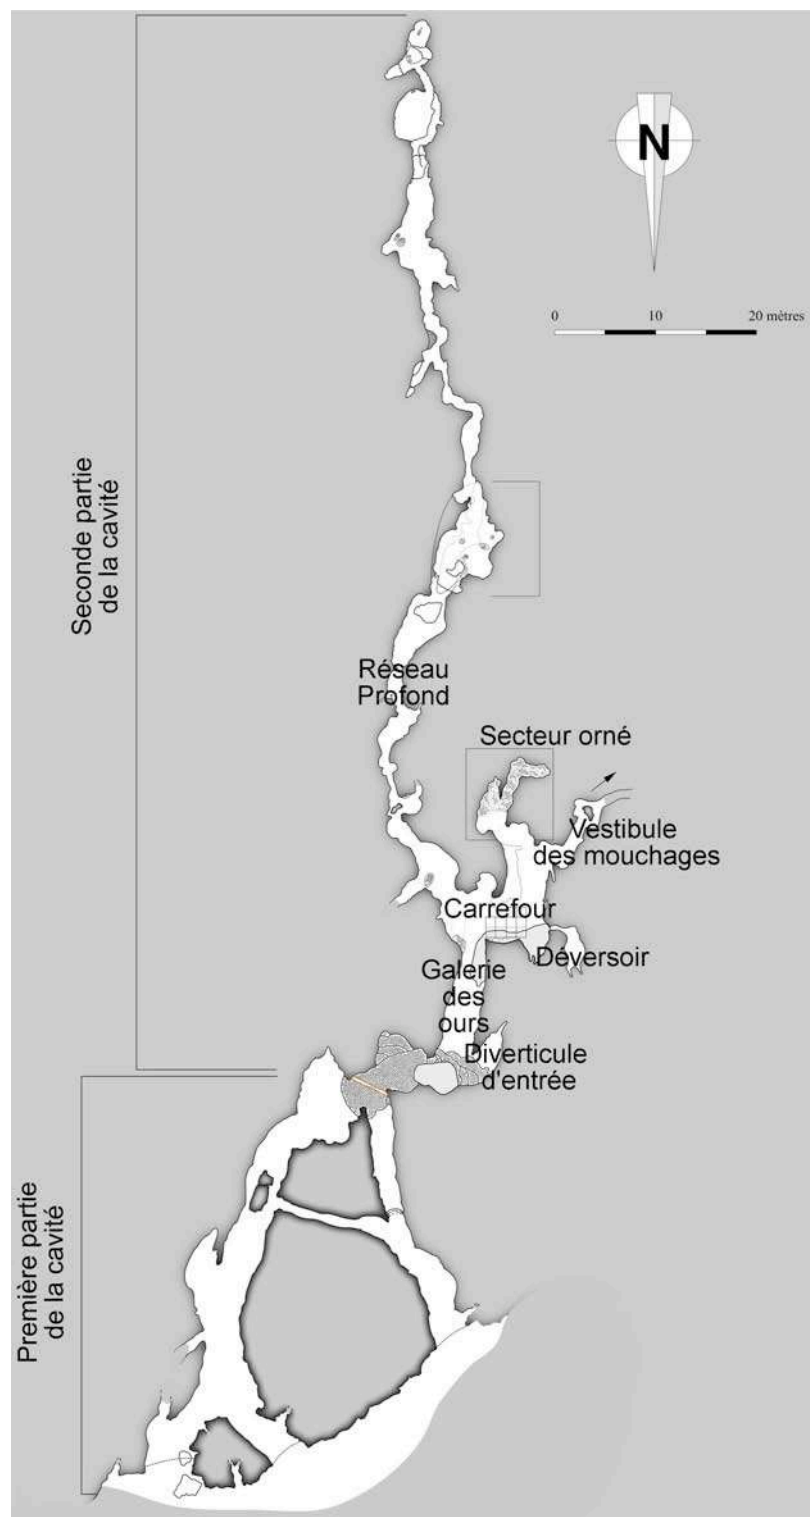 N
0 10 20 mètres
Seconde partie
de la cavité
Réseau
Profond
Secteur orné
Vestibule
des mouchages
Carrefour
Déversoir
Galerie
des
ours
Diverticule
d'entrée
Première partie
de la cavité